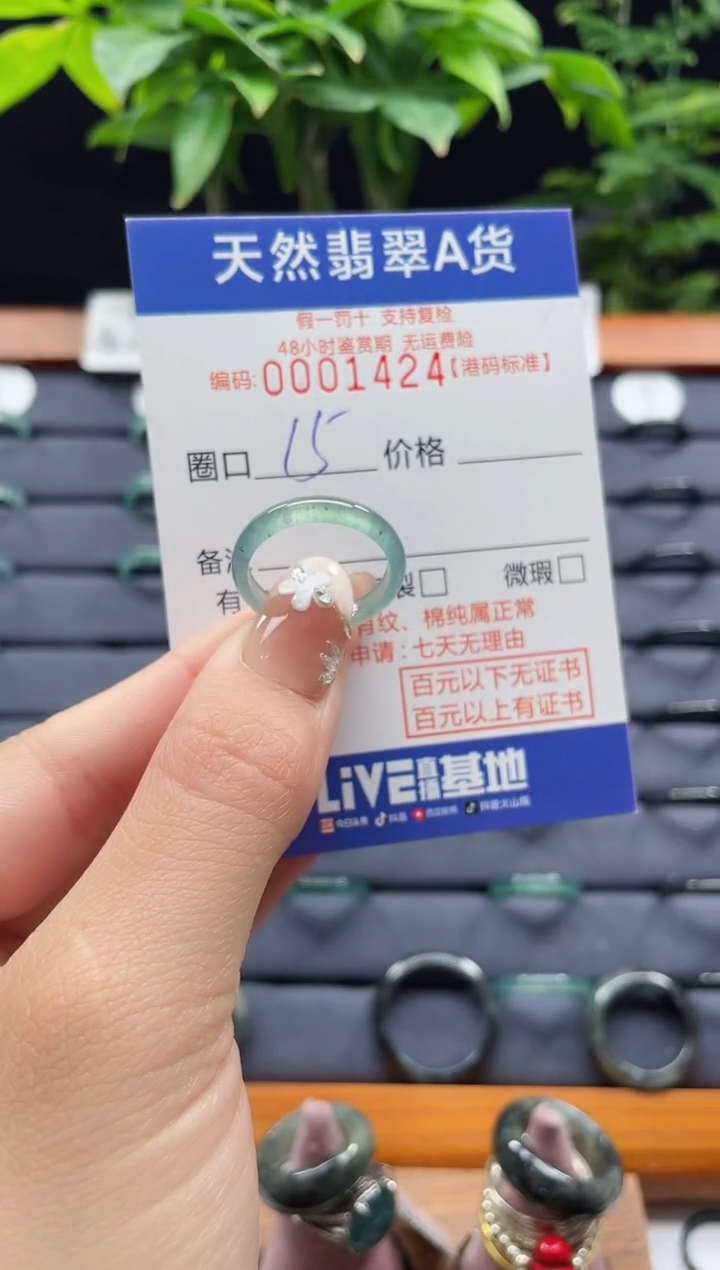 天然翡翠A货
假一罚十 支持复检
48小时鉴赏期 无运费险
编码:0001424【港码标准】
圈口 15 价格
备
有 裂□ 微瑕□
有纹、棉纯属正常
申请:七天无理由
百元以下无证书
百元以上有证书
LiVE直播基地
今日头条 抖音 西瓜视频 抖音火山版